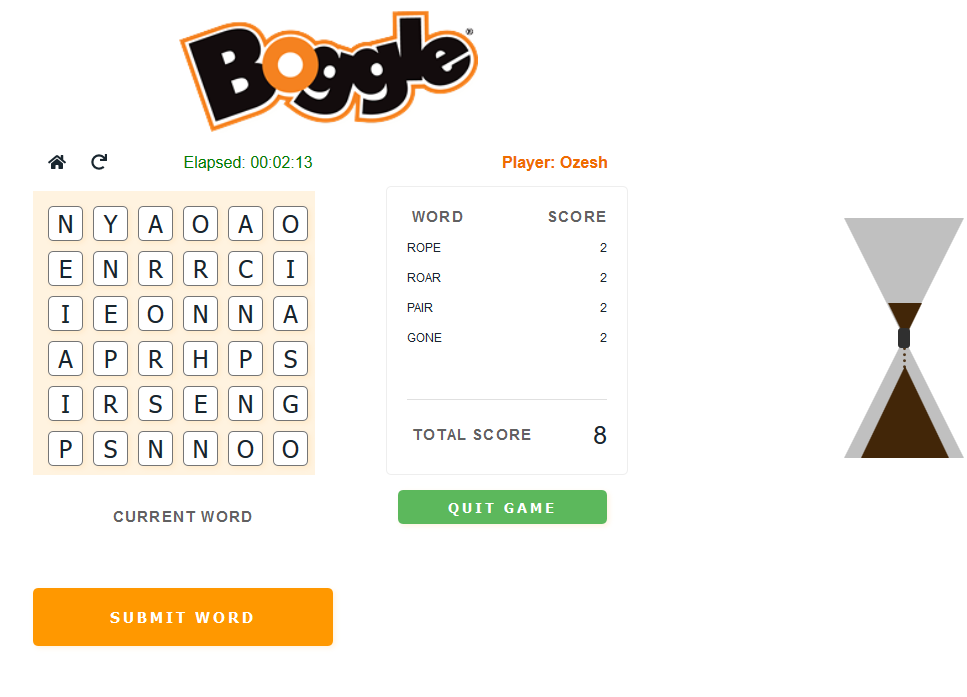 Boggle®
Elapsed: 00:02:13 Player: Ozesh
N Y A O A O
E N R R C I
I E O N N A
A P R H P S
I R S E N G
P S N N O O
WORD SCORE
ROPE 2
ROAR 2
PAIR 2
GONE 2
TOTAL SCORE 8
QUIT GAME
CURRENT WORD
SUBMIT WORD